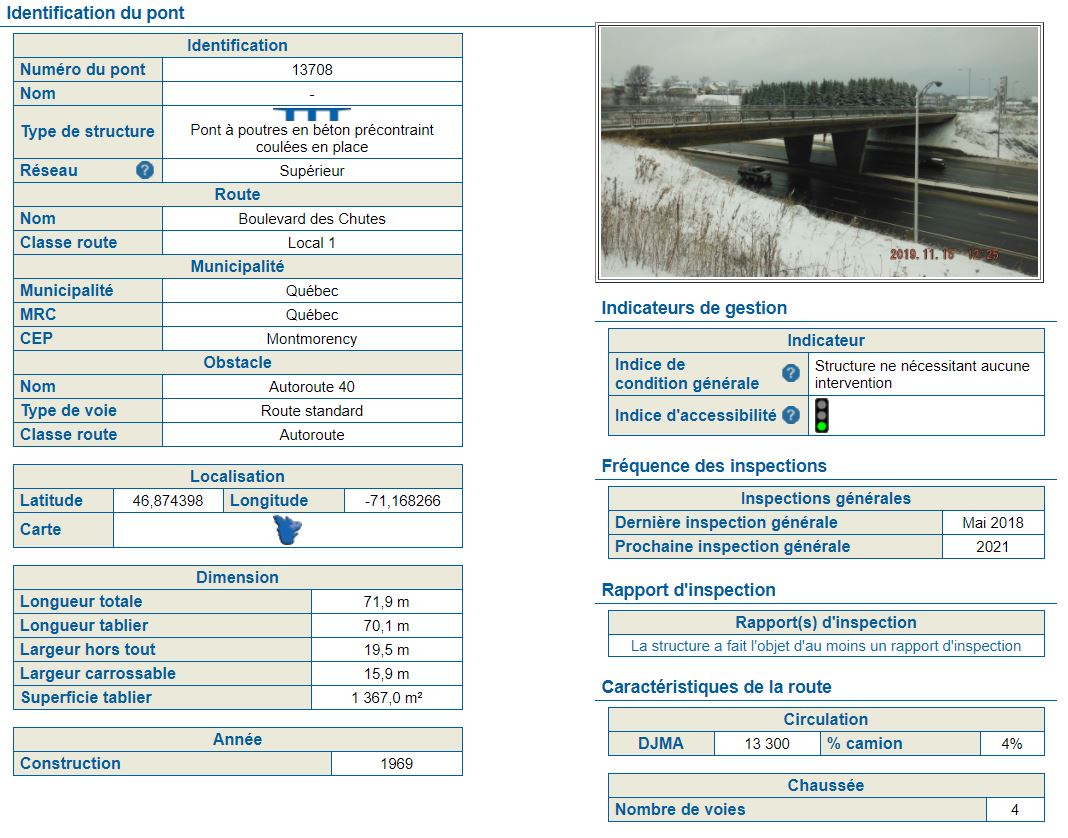 Identification du pont
Identification
Numéro du pont 13708
Nom -
Type de structure Pont à poutres en béton précontraint
coulées en place
Réseau ? Supérieur
Route
Nom Boulevard des Chutes
Classe route Local 1
Municipalité
Municipalité Québec
MRC Québec
CEP Montmorency
Obstacle
Nom Autoroute 40
Type de voie Route standard
Classe route Autoroute
Localisation
Latitude 46,874398 Longitude -71,168266
Carte
Dimension
Longueur totale 71,9 m
Longueur tablier 70,1 m
Largeur hors tout 19,5 m
Largeur carrossable 15,9 m
Superficie tablier 1 367,0 m²
Année
Construction 1969
2019.11.15 12:25
Indicateurs de gestion
Indicateur
Indice de
condition générale ? Structure ne nécessitant aucune
intervention
Indice d'accessibilité ?
Fréquence des inspections
Inspections générales
Dernière inspection générale Mai 2018
Prochaine inspection générale 2021
Rapport d'inspection
Rapport(s) d'inspection
La structure a fait l'objet d'au moins un rapport d'inspection
Caractéristiques de la route
Circulation
DJMA 13 300 % camion 4%
Chaussée
Nombre de voies 4